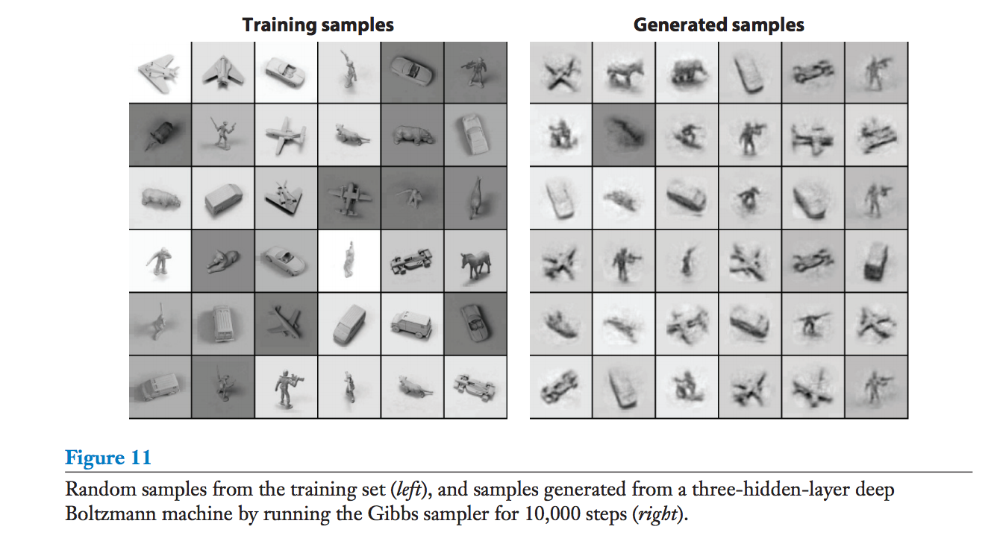 Training samples
Generated samples
Figure 11
Random samples from the training set (left), and samples generated from a three-hidden-layer deep
Boltzmann machine by running the Gibbs sampler for 10,000 steps (right).